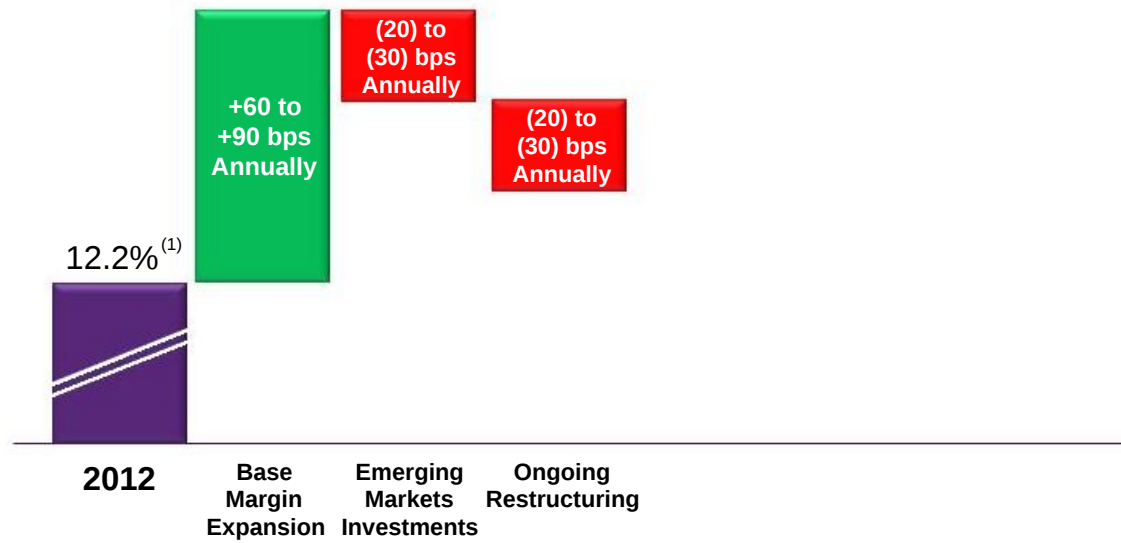 12.2%(1)
+60 to
+90 bps
Annually
(20) to
(30) bps
Annually
(20) to
(30) bps
Annually
2012
Base
Margin
Expansion
Emerging
Markets
Investments
Ongoing
Restructuring